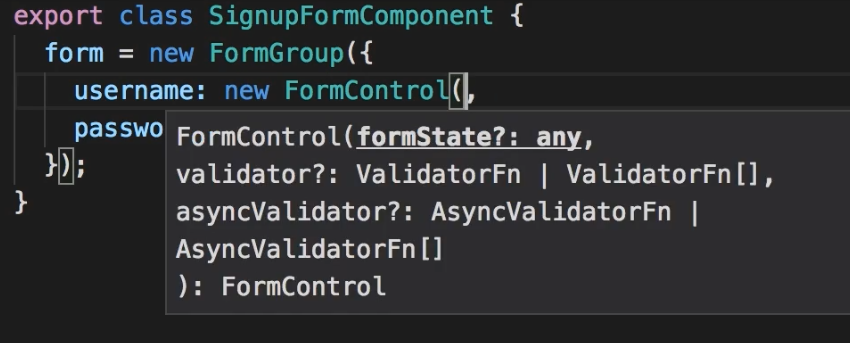 export class SignupFormComponent {
form = new FormGroup({
username: new FormControl(,
passwo
FormControl(formState?: any,
validator?: ValidatorFn | ValidatorFn[],
asyncValidator?: AsyncValidatorFn |
AsyncValidatorFn[]
): FormControl
});
}